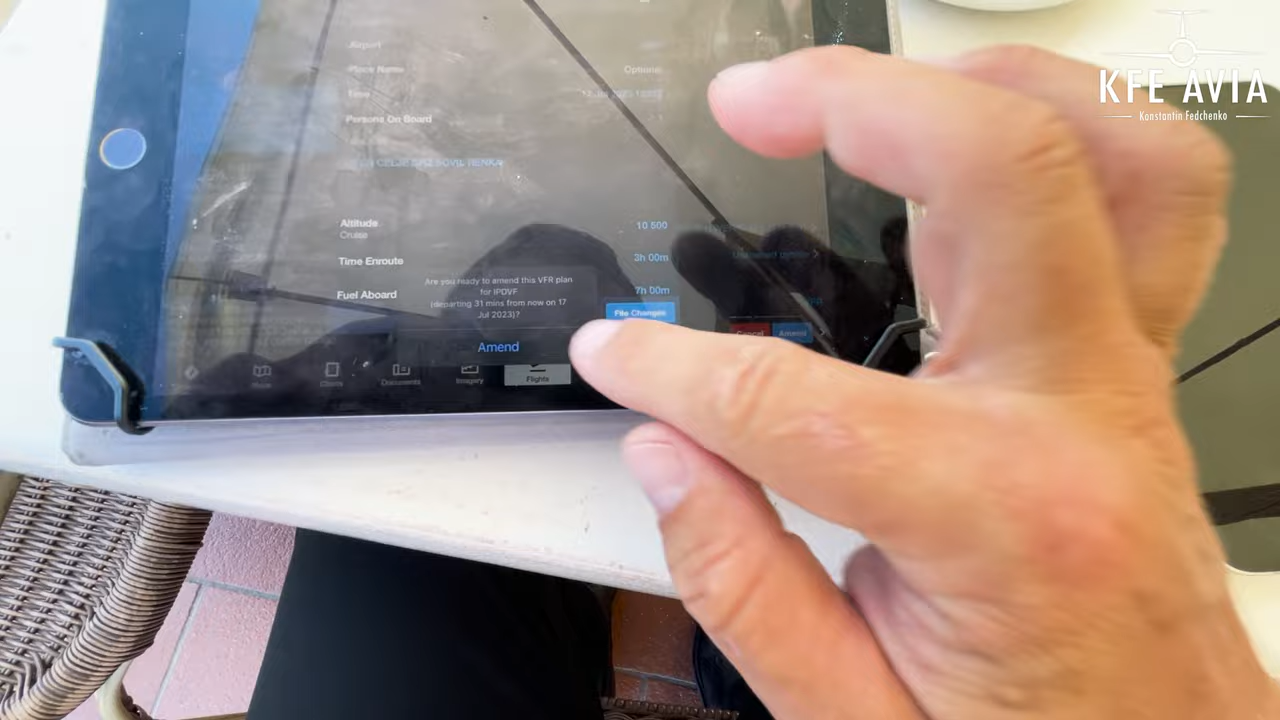 KFE AVIA
Konstantin Fedchenko
Airport
Place Name
Optional
Time
Persons On Board
Altitude
10 500
Cruise
Time Enroute
3h 00m
Fuel Aboard
7h 00m
Are you ready to amend this VFR plan
for IPDVF
(departing 31 mins from now on 17
Jul 2023)?
File Changes
Cancel
Amend
Amend
Maps
Charts
Documents
Imagery
Flights